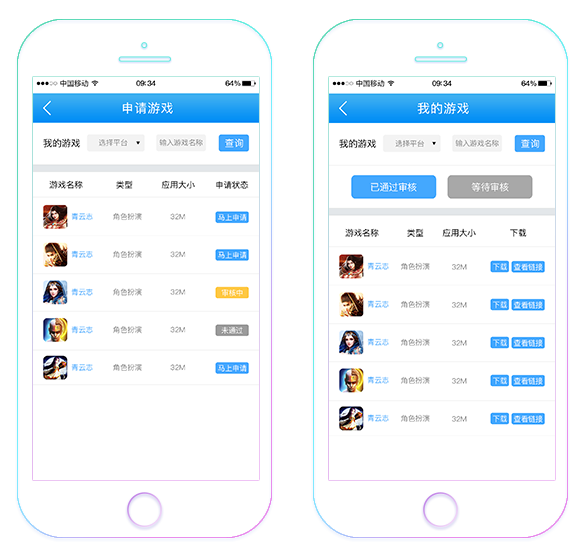 中国移动 09:34 64%
申请游戏
我的游戏 选择平台 输入游戏名称 查询
游戏名称 类型 应用大小 申请状态
青云志 角色扮演 32M 马上申请
青云志 角色扮演 32M 马上申请
青云志 角色扮演 32M 审核中
青云志 角色扮演 32M 未通过
青云志 角色扮演 32M 马上申请
中国移动 09:34 64%
我的游戏
我的游戏 选择平台 输入游戏名称 查询
已通过审核 等待审核
游戏名称 类型 应用大小 下载
青云志 角色扮演 32M 下载 查看链接
青云志 角色扮演 32M 下载 查看链接
青云志 角色扮演 32M 下载 查看链接
青云志 角色扮演 32M 下载 查看链接
青云志 角色扮演 32M 下载 查看链接